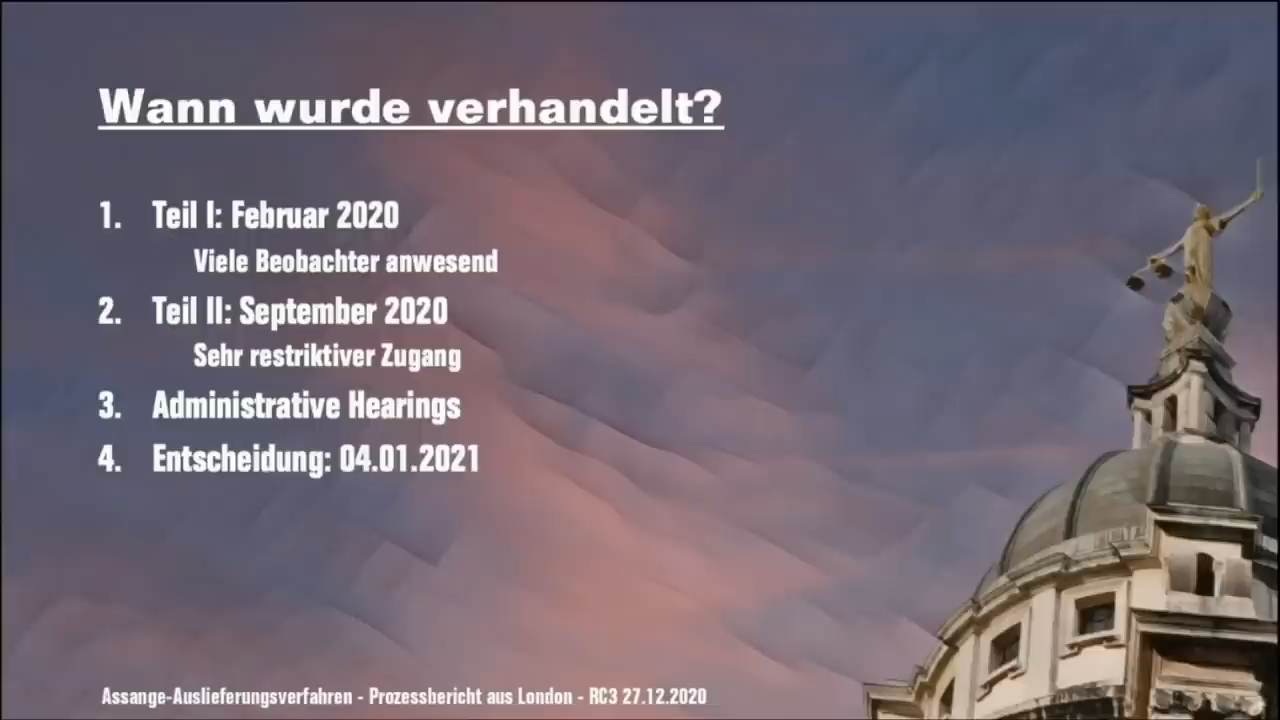 Wann wurde verhandelt?
1. Teil I: Februar 2020
Viele Beobachter anwesend
2. Teil II: September 2020
Sehr restriktiver Zugang
3. Administrative Hearings
4. Entscheidung: 04.01.2021
Assange-Auslieferungsverfahren - Prozessbericht aus London - RC3 27.12.2020